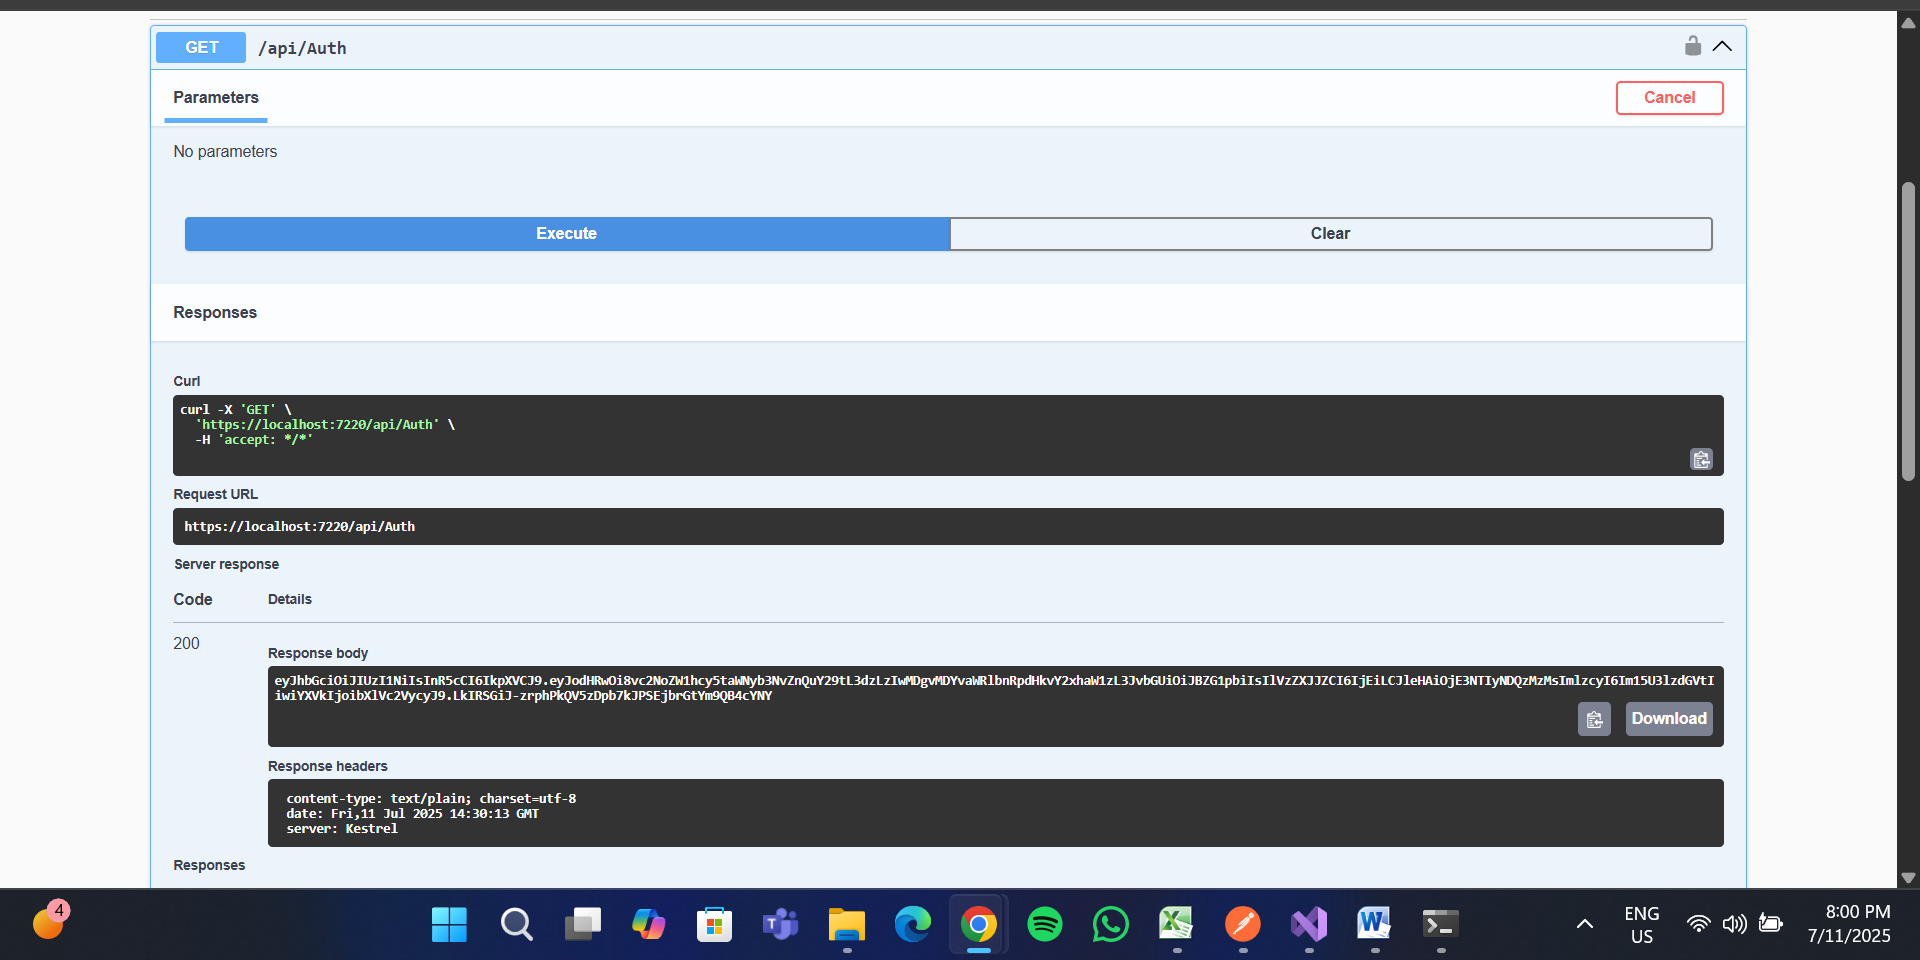 GET /api/Auth
Parameters
Cancel
No parameters
Execute
Clear
Responses
Curl
curl -X 'GET' \
'https://localhost:7220/api/Auth' \
-H 'accept: */*'
Request URL
https://localhost:7220/api/Auth
Server response
Code Details
200
Response body
eyJhbGciOiJIUzI1NiIsInR5cCI6IkpXVCJ9.eyJodHRwOi8vc2NoZW1hcy5taWNyb3NvZnQuY29tL3dzLzIwMDgvMDYvaWRlbnRpdHkvY2xhaW1zL3JvbGUiOiJBZG1pbiIsIlVzZXJJZCI6IjEiLCJleHAiOjE3NTIyNDQzMzMsImlzcyI6Im15U3lzdGVtI
iwiYXVkIjoibXlVc2VycyJ9.LkIRSGiJ-zrphPkQV5zDpb7kJPSEjbrGtYm9QB4cYNY
Download
Response headers
content-type: text/plain; charset=utf-8
date: Fri,11 Jul 2025 14:30:13 GMT
server: Kestrel
Responses
4
ENG
US
8:00 PM
7/11/2025